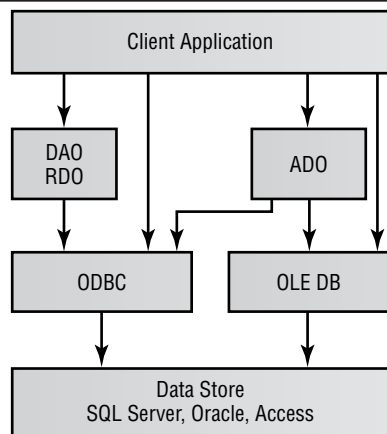 Client Application
DAO
RDO
ADO
ODBC
OLE DB
Data Store
SQL Server, Oracle, Access